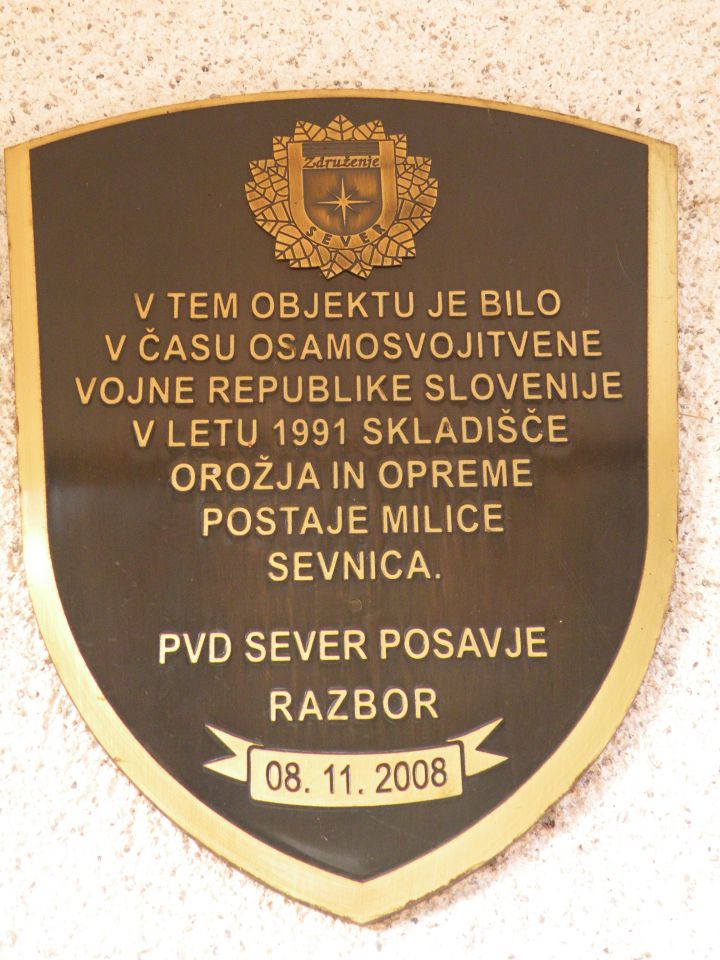 Združenje
SEVER
V TEM OBJEKTU JE BILO
V ČASU OSAMOSVOJITVENE
VOJNE REPUBLIKE SLOVENIJE
V LETU 1991 SKLADIŠČE
OROŽJA IN OPREME
POSTAJE MILICE
SEVNICA.
PVD SEVER POSAVJE
RAZBOR
08. 11. 2008